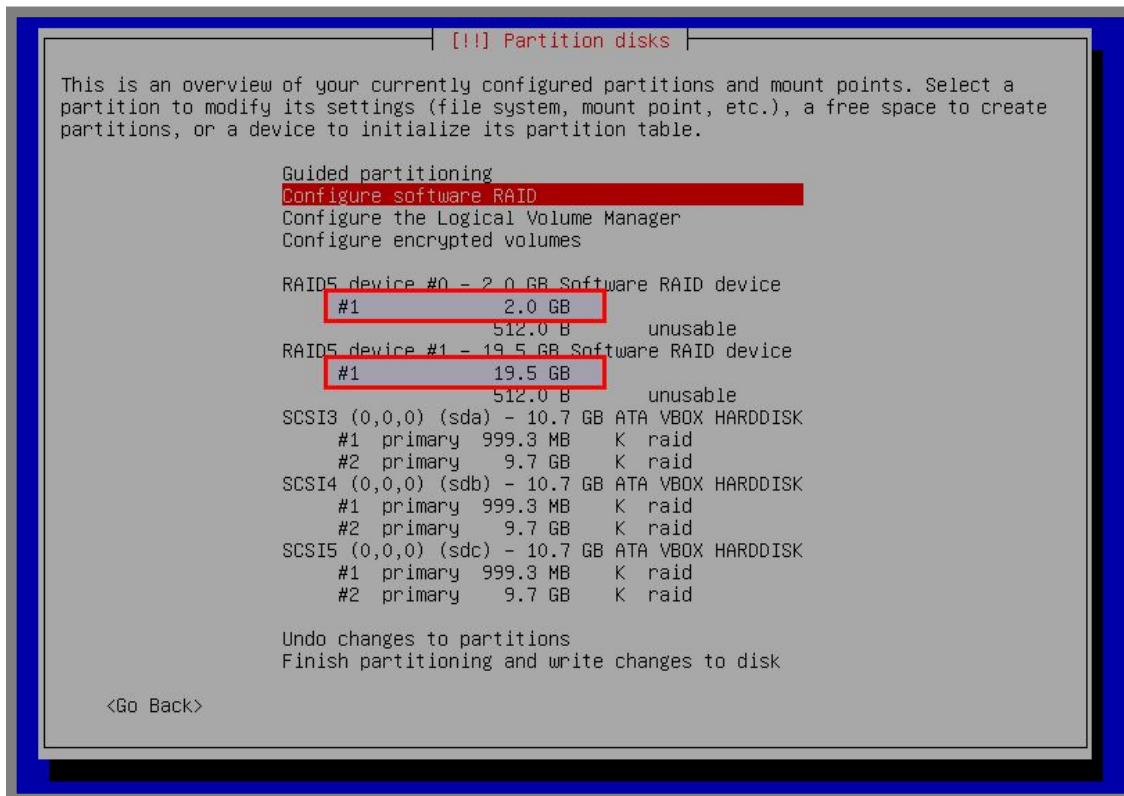 [!!] Partition disks
This is an overview of your currently configured partitions and mount points. Select a
partition to modify its settings (file system, mount point, etc.), a free space to create
partitions, or a device to initialize its partition table.
Guided partitioning
Configure software RAID
Configure the Logical Volume Manager
Configure encrypted volumes
RAID5 device #0 - 2.0 GB Software RAID device
#1 2.0 GB
512.0 B unusable
RAID5 device #1 - 19.5 GB Software RAID device
#1 19.5 GB
512.0 B unusable
SCSI3 (0,0,0) (sda) - 10.7 GB ATA VBOX HARDDISK
#1 primary 999.3 MB K raid
#2 primary 9.7 GB K raid
SCSI4 (0,0,0) (sdb) - 10.7 GB ATA VBOX HARDDISK
#1 primary 999.3 MB K raid
#2 primary 9.7 GB K raid
SCSI5 (0,0,0) (sdc) - 10.7 GB ATA VBOX HARDDISK
#1 primary 999.3 MB K raid
#2 primary 9.7 GB K raid
Undo changes to partitions
Finish partitioning and write changes to disk
<Go Back>